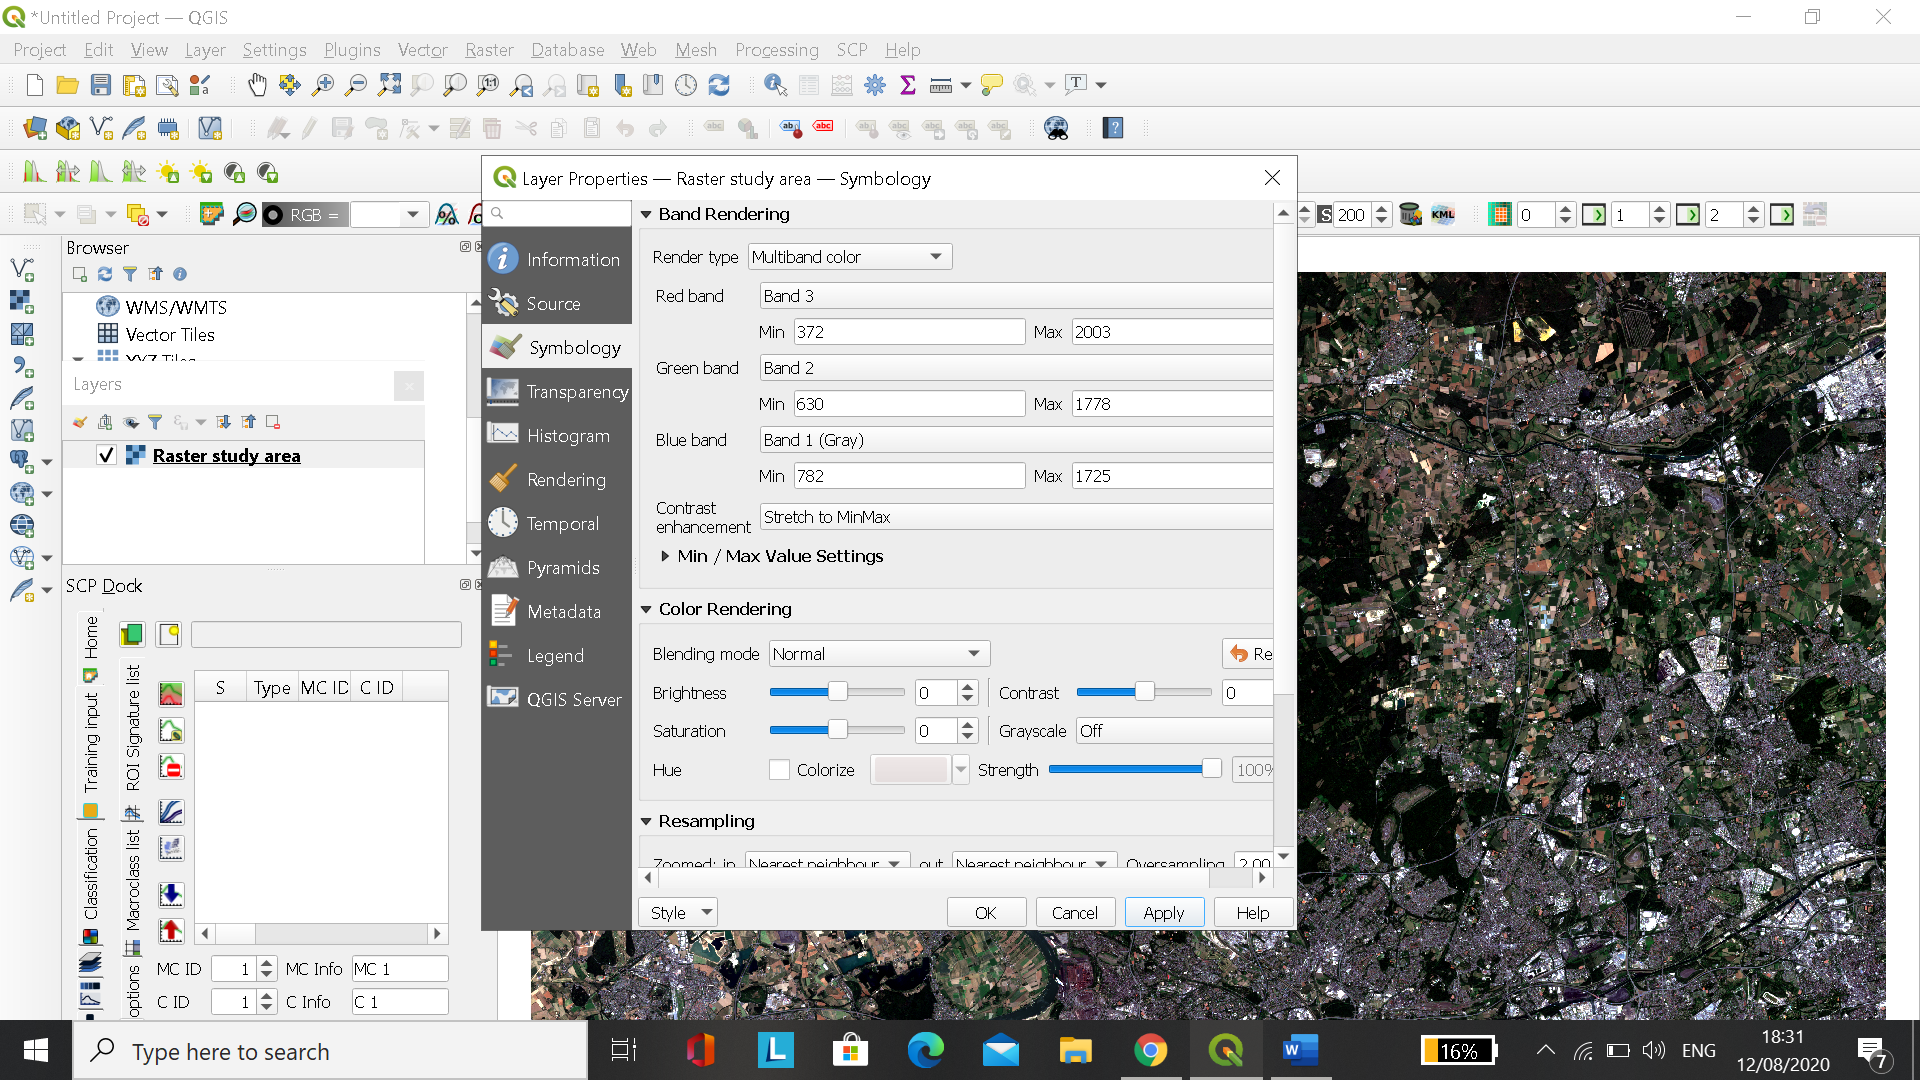 *Untitled Project — QGIS
Project Edit View Layer Settings Plugins Vector Raster Database Web Mesh Processing SCP Help
RGB =
S 200
KML
0
1
2
Browser
WMS/WMTS
Vector Tiles
XYZ Tiles
Layers
Raster study area
SCP Dock
Home
Training input
Classification
ROI Signature list
Macroclass list
options
S Type MC ID C ID
MC ID 1 MC Info MC 1
C ID 1 C Info C 1
Layer Properties — Raster study area — Symbology
Information
Source
Symbology
Transparency
Histogram
Rendering
Temporal
Pyramids
Metadata
Legend
QGIS Server
Band Rendering
Render type Multiband color
Red band Band 3
Min 372 Max 2003
Green band Band 2
Min 630 Max 1778
Blue band Band 1 (Gray)
Min 782 Max 1725
Contrast
enhancement Stretch to MinMax
Min / Max Value Settings
Color Rendering
Blending mode Normal Re
Brightness 0 Contrast 0
Saturation 0 Grayscale Off
Hue Colorize Strength 100%
Resampling
Zoomed: in Nearest neighbour out Nearest neighbour Oversampling 2.00
Style OK Cancel Apply Help
Type here to search
16%
ENG
18:31
12/08/2020
7